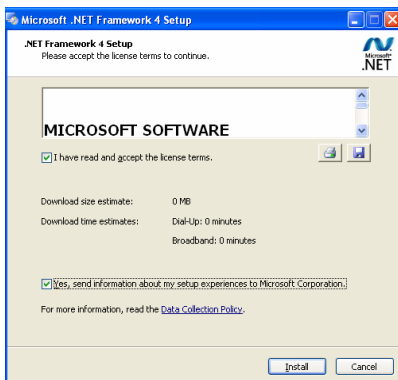 Microsoft .NET Framework 4 Setup
.NET Framework 4 Setup
Please accept the license terms to continue.
Microsoft
.NET
MICROSOFT SOFTWARE
I have read and accept the license terms.
Download size estimate: 0 MB
Download time estimates: Dial-Up: 0 minutes
Broadband: 0 minutes
Yes, send information about my setup experiences to Microsoft Corporation.
For more information, read the Data Collection Policy.
Install Cancel